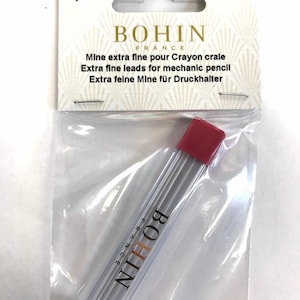 BOHIN
FRANCE
Mine extra fine pour Crayon craie
Extra fine leads for mechanic pencil
Extra feine Mine für Druckhalter
BOHIN
FRANCE